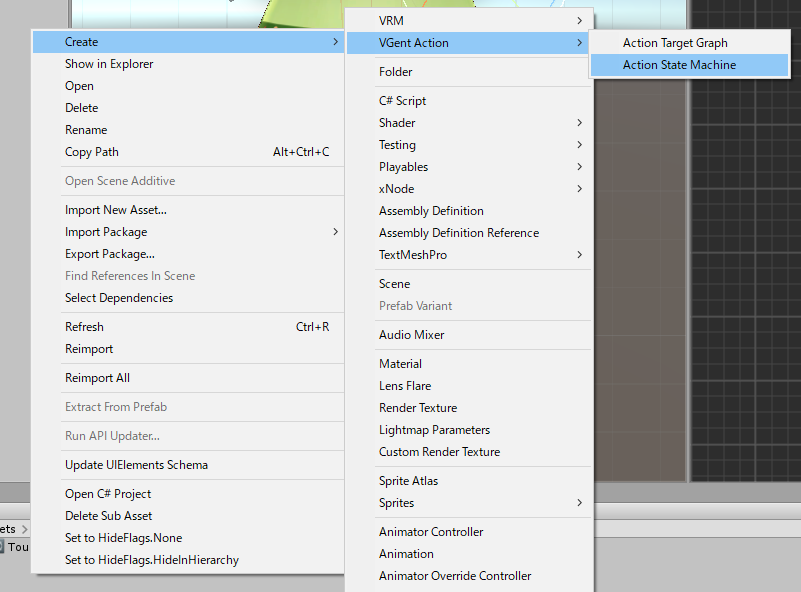 Create
Show in Explorer
Open
Delete
Rename
Copy Path Alt+Ctrl+C
Open Scene Additive
Import New Asset...
Import Package
Export Package...
Find References In Scene
Select Dependencies
Refresh Ctrl+R
Reimport
Reimport All
Extract From Prefab
Run API Updater...
Update UIElements Schema
Open C# Project
Delete Sub Asset
Set to HideFlags.None
Set to HideFlags.HideInHierarchy
VRM
VGent Action
Folder
C# Script
Shader
Testing
Playables
xNode
Assembly Definition
Assembly Definition Reference
TextMeshPro
Scene
Prefab Variant
Audio Mixer
Material
Lens Flare
Render Texture
Lightmap Parameters
Custom Render Texture
Sprite Atlas
Sprites
Animator Controller
Animation
Animator Override Controller
Action Target Graph
Action State Machine
ets
Tou